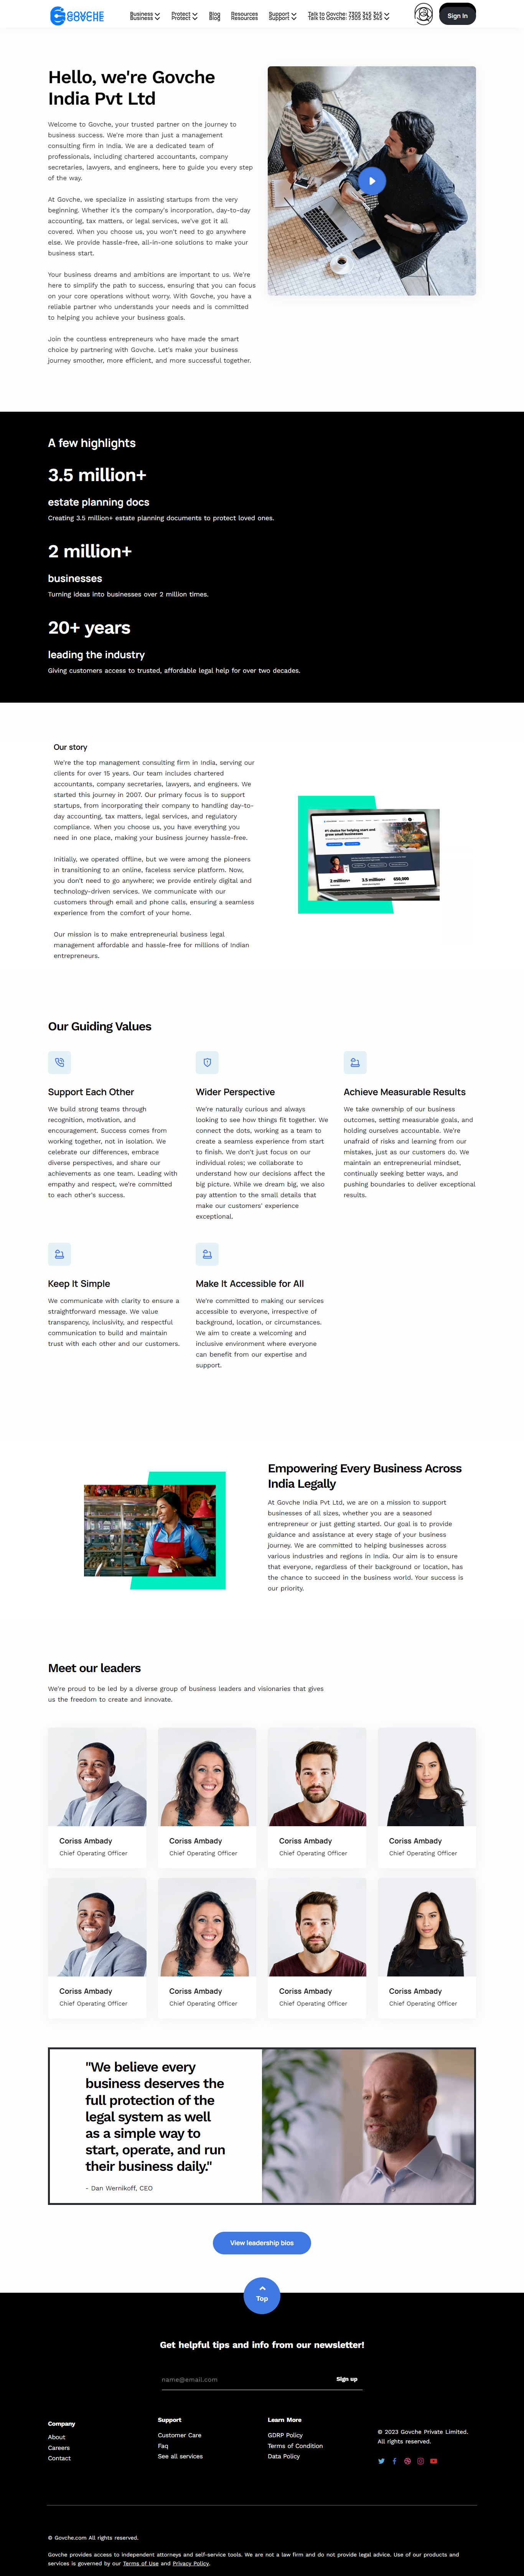 GOVCHE
Business Protect Blog Resources Support Talk to Govche: 7305 345 345
Sign In
Hello, we're Govche
India Pvt Ltd
Welcome to Govche, your trusted partner on the journey to
business success. We're more than just a management
consulting firm in India. We are a dedicated team of
professionals, including chartered accountants, company
secretaries, lawyers, and engineers, here to guide you every step
of the way.
At Govche, we specialize in assisting startups from the very
beginning. Whether it's the company's incorporation, day-to-day
accounting, tax matters, or legal services, we've got it all
covered. When you choose us, you won't need to go anywhere
else. We provide hassle-free, all-in-one solutions to make your
business start.
Your business dreams and ambitions are important to us. We're
here to simplify the path to success, ensuring that you can focus
on your core operations without worry. With Govche, you have a
reliable partner who understands your needs and is committed
to helping you achieve your business goals.
Join the countless entrepreneurs who have made the smart
choice by partnering with Govche. Let's make your business
journey smoother, more efficient, and more successful together.
A few highlights
3.5 million+
estate planning docs
Creating 3.5 million+ estate planning documents to protect loved ones.
2 million+
businesses
Turning ideas into businesses over 2 million times.
20+ years
leading the industry
Giving customers access to trusted, affordable legal help for over two decades.
Our story
We're the top management consulting firm in India, serving our
clients for over 15 years. Our team includes chartered
accountants, company secretaries, lawyers, and engineers. We
started this journey in 2007. Our primary focus is to support
startups, from incorporating their company to handling day-to-
day accounting, tax matters, legal services, and regulatory
compliance. When you choose us, you have everything you
need in one place, making your business journey hassle-free.
Initially, we operated offline, but we were among the pioneers
in transitioning to an online, faceless service platform. Now,
you don't need to go anywhere; we provide entirely digital and
technology-driven services. We communicate with our
customers through email and phone calls, ensuring a seamless
experience from the comfort of your home.
Our mission is to make entrepreneurial business legal
management affordable and hassle-free for millions of Indian
entrepreneurs.
#1 choice for helping start and
grow small businesses
2 million+ 3.5 million+ 650,000
Our Guiding Values
Support Each Other
We build strong teams through
recognition, motivation, and
encouragement. Success comes from
working together, not in isolation. We
celebrate our differences, embrace
diverse perspectives, and share our
achievements as one team. Leading with
empathy and respect, we're committed
to each other's success.
Wider Perspective
We're naturally curious and always
looking to see how things fit together. We
connect the dots, working as a team to
create a seamless experience from start
to finish. We don't just focus on our
individual roles; we collaborate to
understand how our decisions affect the
big picture. While we dream big, we also
pay attention to the small details that
make our customers' experience
exceptional.
Achieve Measurable Results
We take ownership of our business
outcomes, setting measurable goals, and
holding ourselves accountable. We're
unafraid of risks and learning from our
mistakes, just as our customers do. We
maintain an entrepreneurial mindset,
continually seeking better ways, and
pushing boundaries to deliver exceptional
results.
Keep It Simple
We communicate with clarity to ensure a
straightforward message. We value
transparency, inclusivity, and respectful
communication to build and maintain
trust with each other and our customers.
Make It Accessible for All
We're committed to making our services
accessible to everyone, irrespective of
background, location, or circumstances.
We aim to create a welcoming and
inclusive environment where everyone
can benefit from our expertise and
support.
Empowering Every Business Across
India Legally
At Govche India Pvt Ltd, we are on a mission to support
businesses of all sizes, whether you are a seasoned
entrepreneur or just getting started. Our goal is to provide
guidance and assistance at every stage of your business
journey. We are committed to helping businesses across
various industries and regions in India. Our aim is to ensure
that everyone, regardless of their background or location, has
the chance to succeed in the business world. Your success is
our priority.
Meet our leaders
We're proud to be led by a diverse group of business leaders and visionaries that gives
us the freedom to create and innovate.
Coriss Ambady
Chief Operating Officer
Coriss Ambady
Chief Operating Officer
Coriss Ambady
Chief Operating Officer
Coriss Ambady
Chief Operating Officer
Coriss Ambady
Chief Operating Officer
Coriss Ambady
Chief Operating Officer
Coriss Ambady
Chief Operating Officer
Coriss Ambady
Chief Operating Officer
"We believe every
business deserves the
full protection of the
legal system as well
as a simple way to
start, operate, and run
their business daily."
- Dan Wernikoff, CEO
View leadership bios
Top
Get helpful tips and info from our newsletter!
name@email.com
Sign up
Company
About
Careers
Contact
Support
Customer Care
Faq
See all services
Learn More
GDRP Policy
Terms of Condition
Data Policy
© 2023 Govche Private Limited.
All rights reserved.
© Govche.com All rights reserved.
Govche provides access to independent attorneys and self-service tools. We are not a law firm and do not provide legal advice. Use of our products and
services is governed by our Terms of Use and Privacy Policy.